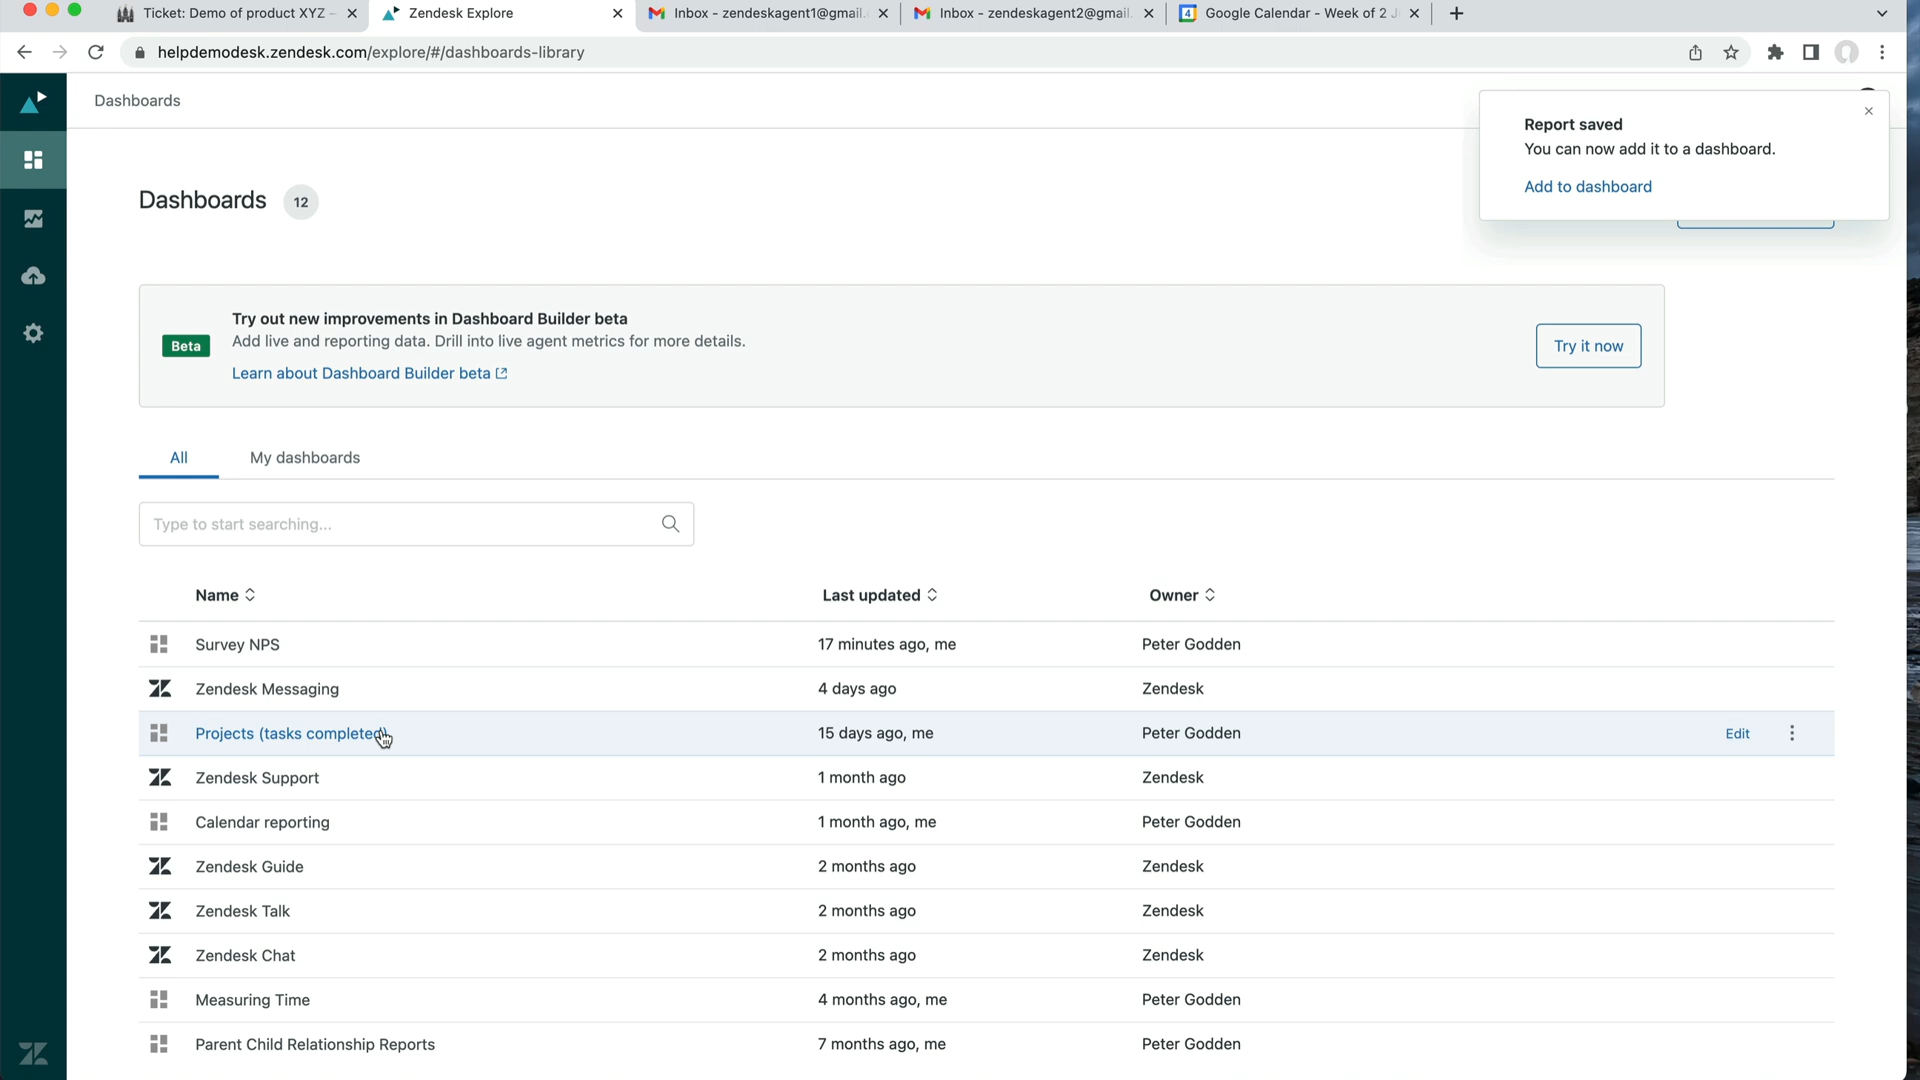 Ticket: Demo of product XYZ –
Zendesk Explore
Inbox - zendeskagent1@gmail.
Inbox - zendeskagent2@gmail.
4
Google Calendar - Week of 2 J
helpdemodesk.zendesk.com/explore/#/dashboards-library
Dashboards
Report saved
You can now add it to a dashboard.
Add to dashboard
Dashboards 12
Beta
Try out new improvements in Dashboard Builder beta
Add live and reporting data. Drill into live agent metrics for more details.
Learn about Dashboard Builder beta
Try it now
All My dashboards
Type to start searching...
Name Last updated Owner
Survey NPS 17 minutes ago, me Peter Godden
Zendesk Messaging 4 days ago Zendesk
Projects (tasks completed) 15 days ago, me Peter Godden Edit
Zendesk Support 1 month ago Zendesk
Calendar reporting 1 month ago, me Peter Godden
Zendesk Guide 2 months ago Zendesk
Zendesk Talk 2 months ago Zendesk
Zendesk Chat 2 months ago Zendesk
Measuring Time 4 months ago, me Peter Godden
Parent Child Relationship Reports 7 months ago, me Peter Godden